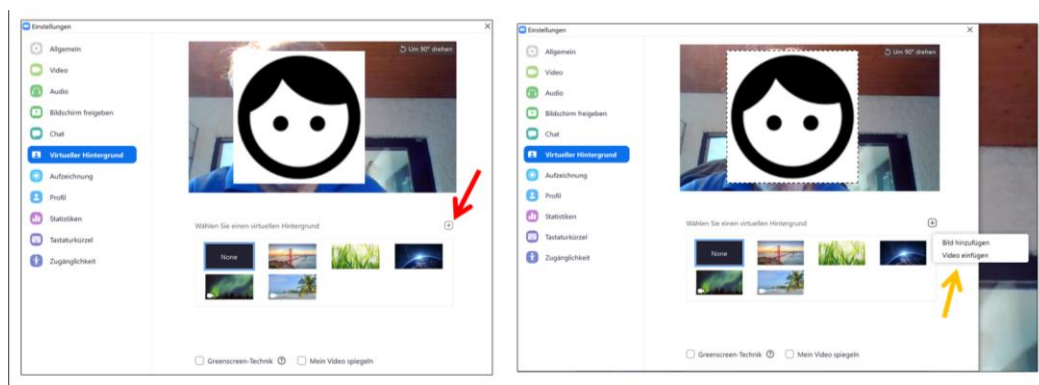 Einstellungen
Allgemein
Video
Audio
Bildschirm freigeben
Chat
Virtueller Hintergrund
Aufzeichnung
Profil
Statistiken
Tastaturkürzel
Zugänglichkeit
Um 90° drehen
Wählen Sie einen virtuellen Hintergrund
None
Greenscreen-Technik
Mein Video spiegeln
Einstellungen
Allgemein
Video
Audio
Bildschirm freigeben
Chat
Virtueller Hintergrund
Aufzeichnung
Profil
Statistiken
Tastaturkürzel
Zugänglichkeit
Um 90° drehen
Wählen Sie einen virtuellen Hintergrund
Bild hinzufügen
Video einfügen
None
Greenscreen-Technik
Mein Video spiegeln